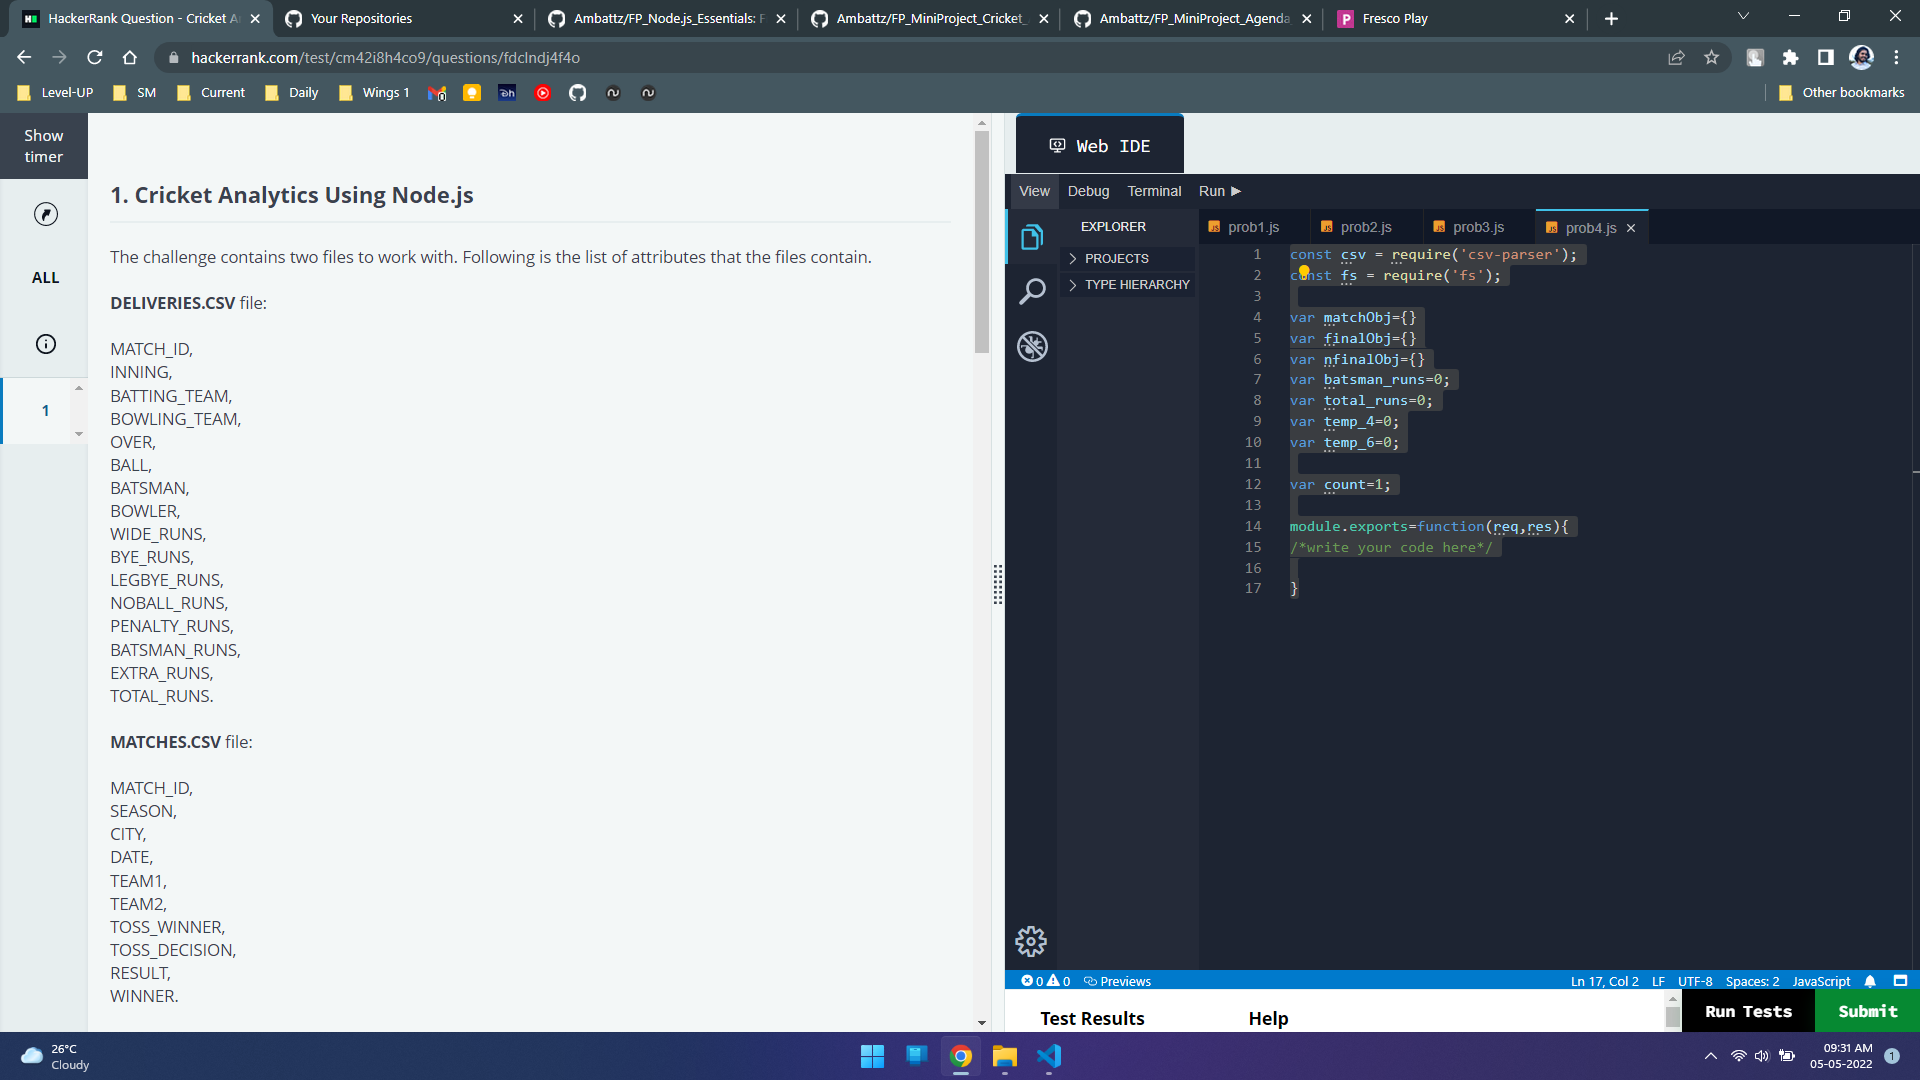 HackerRank Question - Cricket A
Your Repositories
Ambattz/FP_Node.js_Essentials: F
Ambattz/FP_MiniProject_Cricket_
Ambattz/FP_MiniProject_Agenda
Fresco Play
hackerrank.com/test/cm42i8h4co9/questions/fdclndj4f4o
Level-UP
SM
Current
Daily
Wings 1
Other bookmarks
Show timer
ALL
1
1. Cricket Analytics Using Node.js
The challenge contains two files to work with. Following is the list of attributes that the files contain.
DELIVERIES.CSV file:
MATCH_ID,
INNING,
BATTING_TEAM,
BOWLING_TEAM,
OVER,
BALL,
BATSMAN,
BOWLER,
WIDE_RUNS,
BYE_RUNS,
LEGBYE_RUNS,
NOBALL_RUNS,
PENALTY_RUNS,
BATSMAN_RUNS,
EXTRA_RUNS,
TOTAL_RUNS.
MATCHES.CSV file:
MATCH_ID,
SEASON,
CITY,
DATE,
TEAM1,
TEAM2,
TOSS_WINNER,
TOSS_DECISION,
RESULT,
WINNER.
Web IDE
View Debug Terminal Run
EXPLORER
PROJECTS
TYPE HIERARCHY
prob1.js
prob2.js
prob3.js
prob4.js
1 const csv = require('csv-parser');
2 const fs = require('fs');
3
4 var matchObj={}
5 var finalObj={}
6 var nfinalObj={}
7 var batsman_runs=0;
8 var total_runs=0;
9 var temp_4=0;
10 var temp_6=0;
11
12 var count=1;
13
14 module.exports=function(req,res){
15 /*write your code here*/
16
17 }
0 0 Previews
Ln 17, Col 2 LF UTF-8 Spaces: 2 JavaScript
Test Results
Help
Run Tests
Submit
26°C
Cloudy
09:31 AM
05-05-2022
1